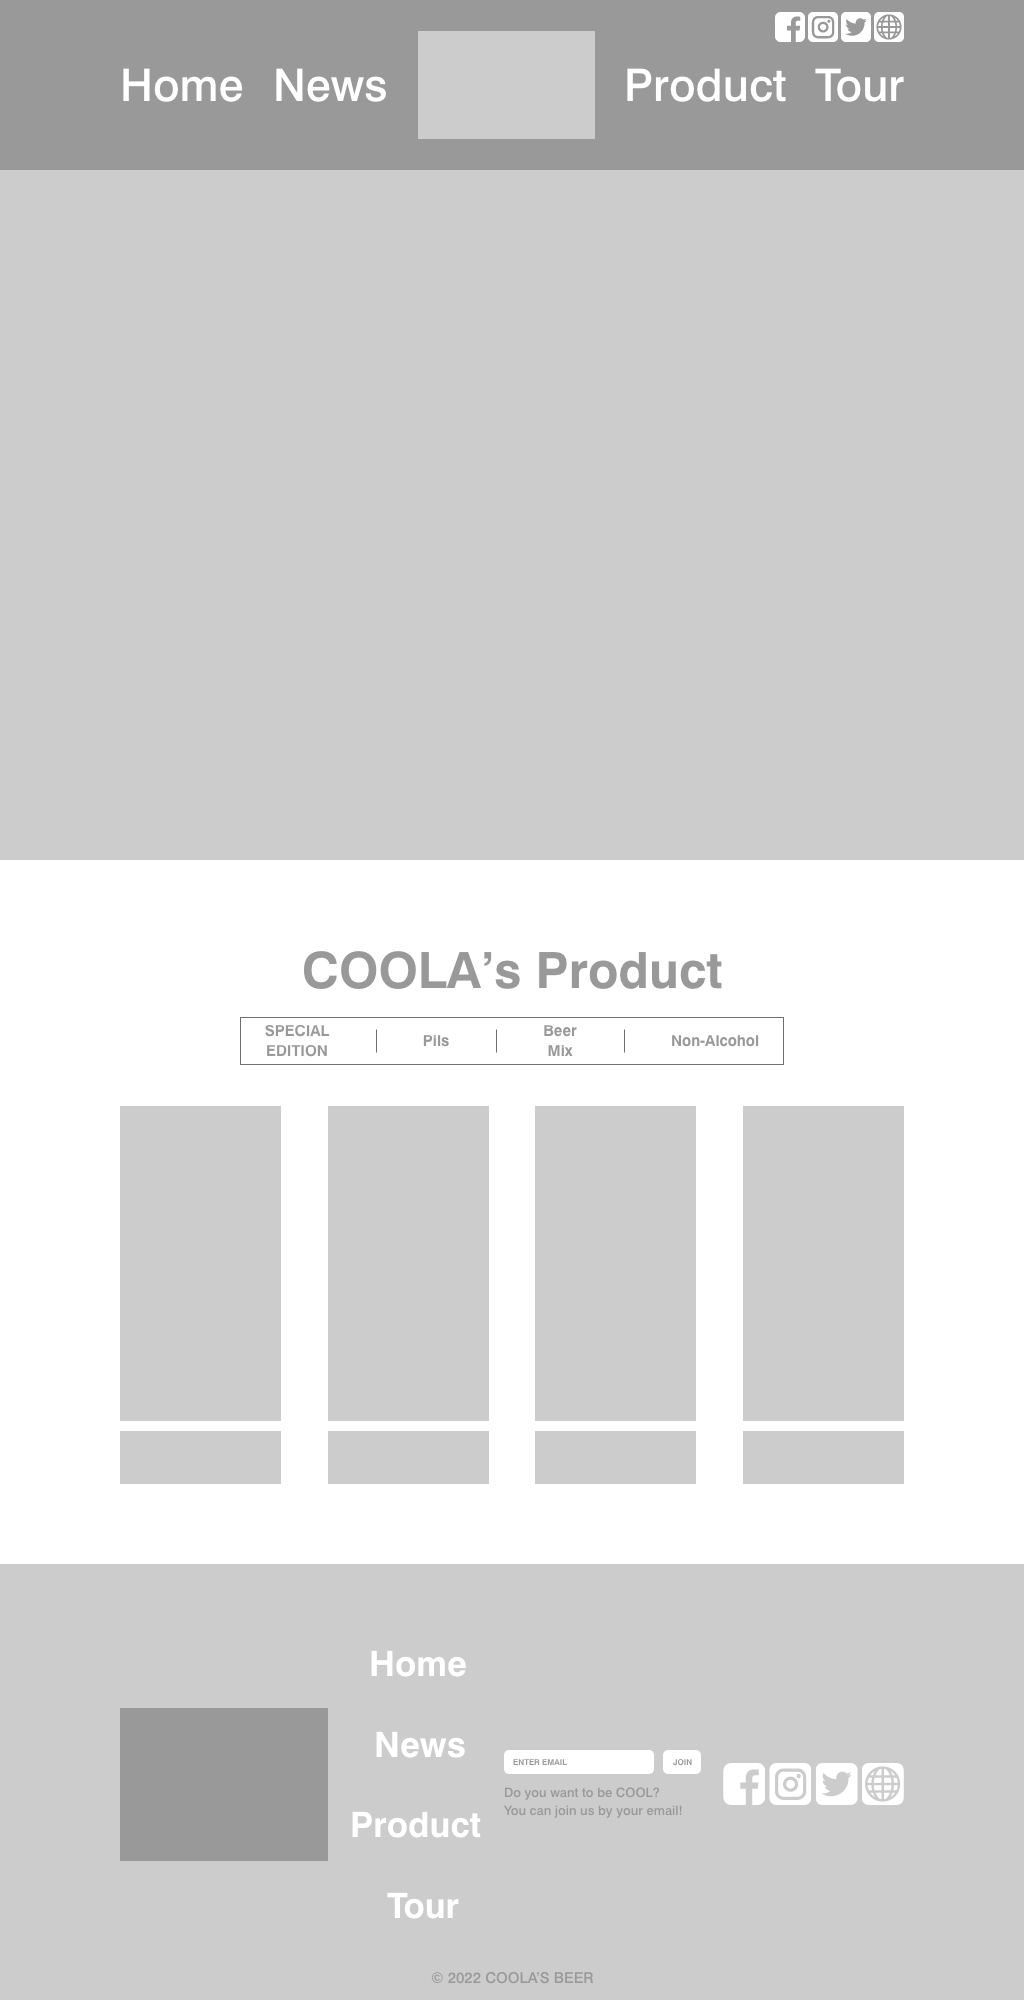 Home News Product Tour
COOLA’s Product
SPECIAL
EDITION
Pils
Beer
Mix
Non-Alcohol
Home
News
Product
Tour
ENTER EMAIL
JOIN
Do you want to be COOL?
You can join us by your email!
© 2022 COOLA’S BEER